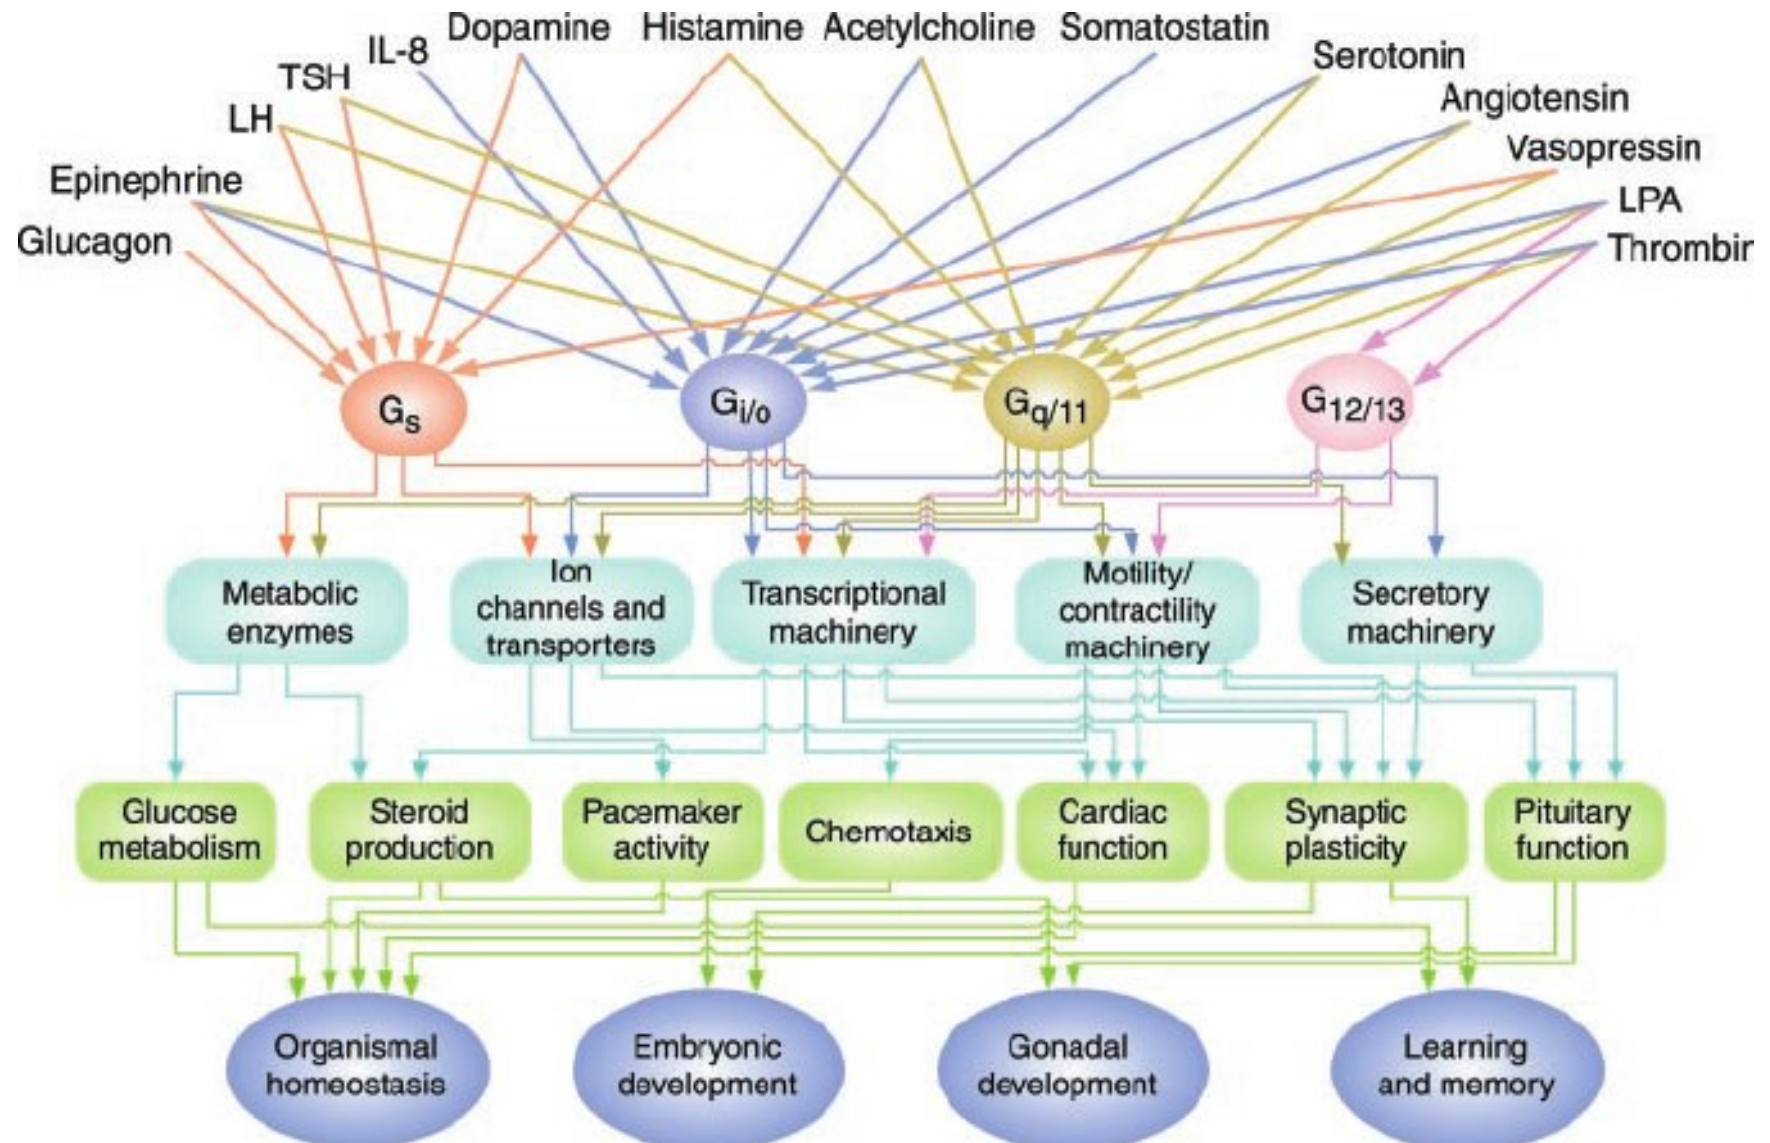 Dopamine
Histamine
Acetylcholine
Somatostatin
IL-8
Serotonin
TSH
Angiotensin
LH
Vasopressin
Epinephrine
LPA
Glucagon
Thrombin
Gs
Gi/o
Gq/11
G12/13
Metabolic
enzymes
Ion
channels and
transporters
Transcriptional
machinery
Motility/
contractility
machinery
Secretory
machinery
Glucose
metabolism
Steroid
production
Pacemaker
activity
Chemotaxis
Cardiac
function
Synaptic
plasticity
Pituitary
function
Organismal
homeostasis
Embryonic
development
Gonadal
development
Learning
and memory